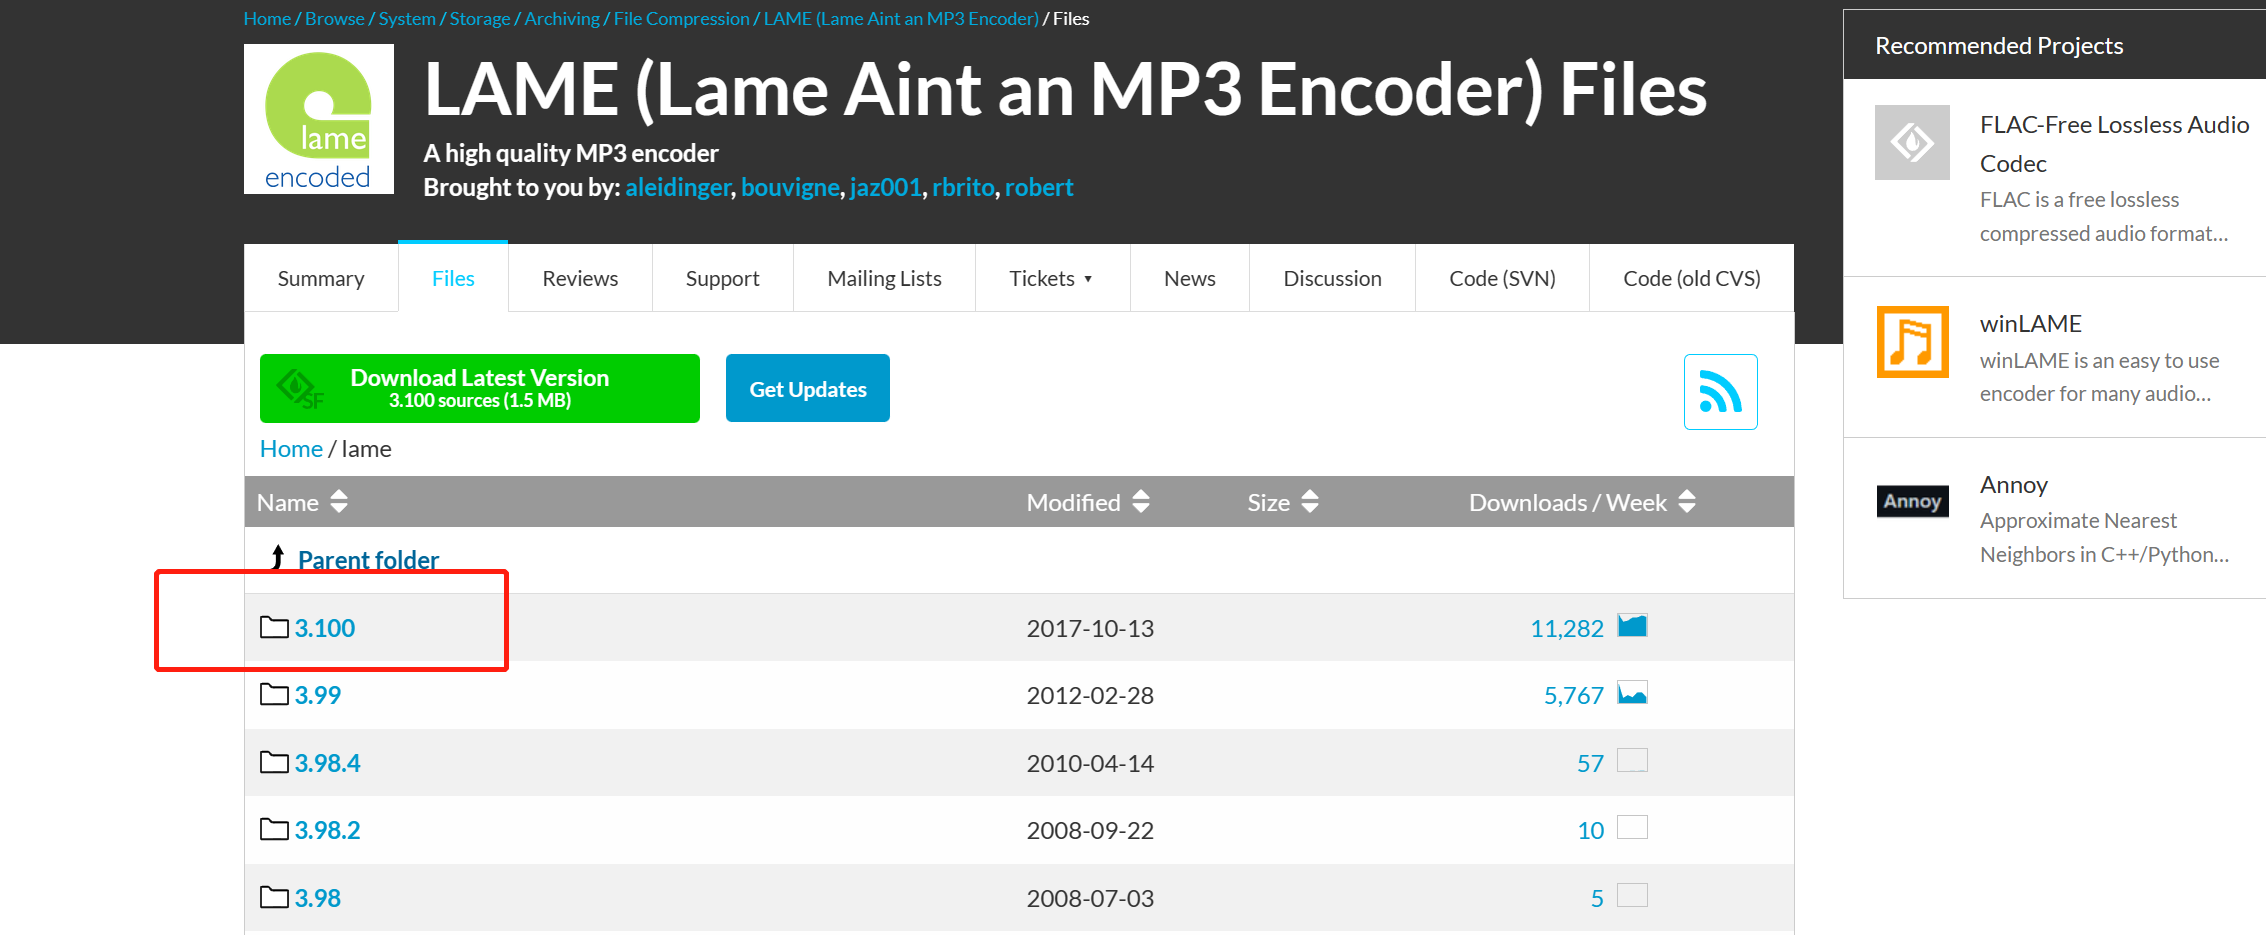 Home / Browse / System / Storage / Archiving / File Compression / LAME (Lame Aint an MP3 Encoder) / Files
lame
encoded
LAME (Lame Aint an MP3 Encoder) Files
A high quality MP3 encoder
Brought to you by: aleidinger, bouvigne, jaz001, rbrito, robert
Summary Files Reviews Support Mailing Lists Tickets ▾ News Discussion Code (SVN) Code (old CVS)
SF
Download Latest Version
3.100 sources (1.5 MB)
Get Updates
Home / lame
Name Modified Size Downloads / Week
Parent folder
3.100 2017-10-13 11,282
3.99 2012-02-28 5,767
3.98.4 2010-04-14 57
3.98.2 2008-09-22 10
3.98 2008-07-03 5
Recommended Projects
FLAC-Free Lossless Audio
Codec
FLAC is a free lossless
compressed audio format...
winLAME
winLAME is an easy to use
encoder for many audio...
Annoy
Annoy
Approximate Nearest
Neighbors in C++/Python...